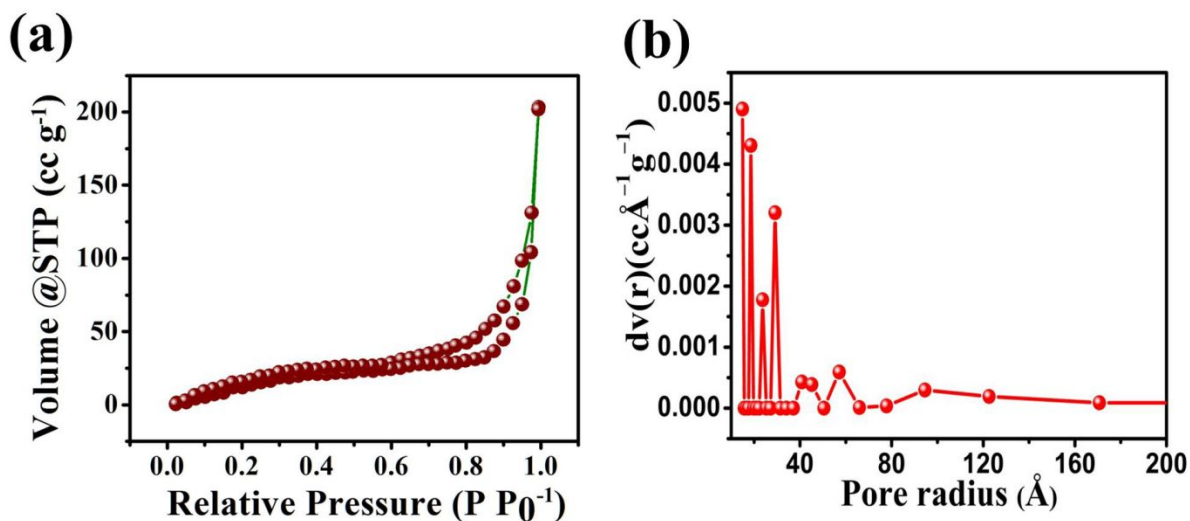 (a)
Volume @STP (cc g⁻¹)
200
150
100
50
0
0.0 0.2 0.4 0.6 0.8 1.0
Relative Pressure (P P0⁻¹)
(b)
dv(r)(ccÅ⁻¹g⁻¹)
0.005
0.004
0.003
0.002
0.001
0.000
40 80 120 160 200
Pore radius (Å)